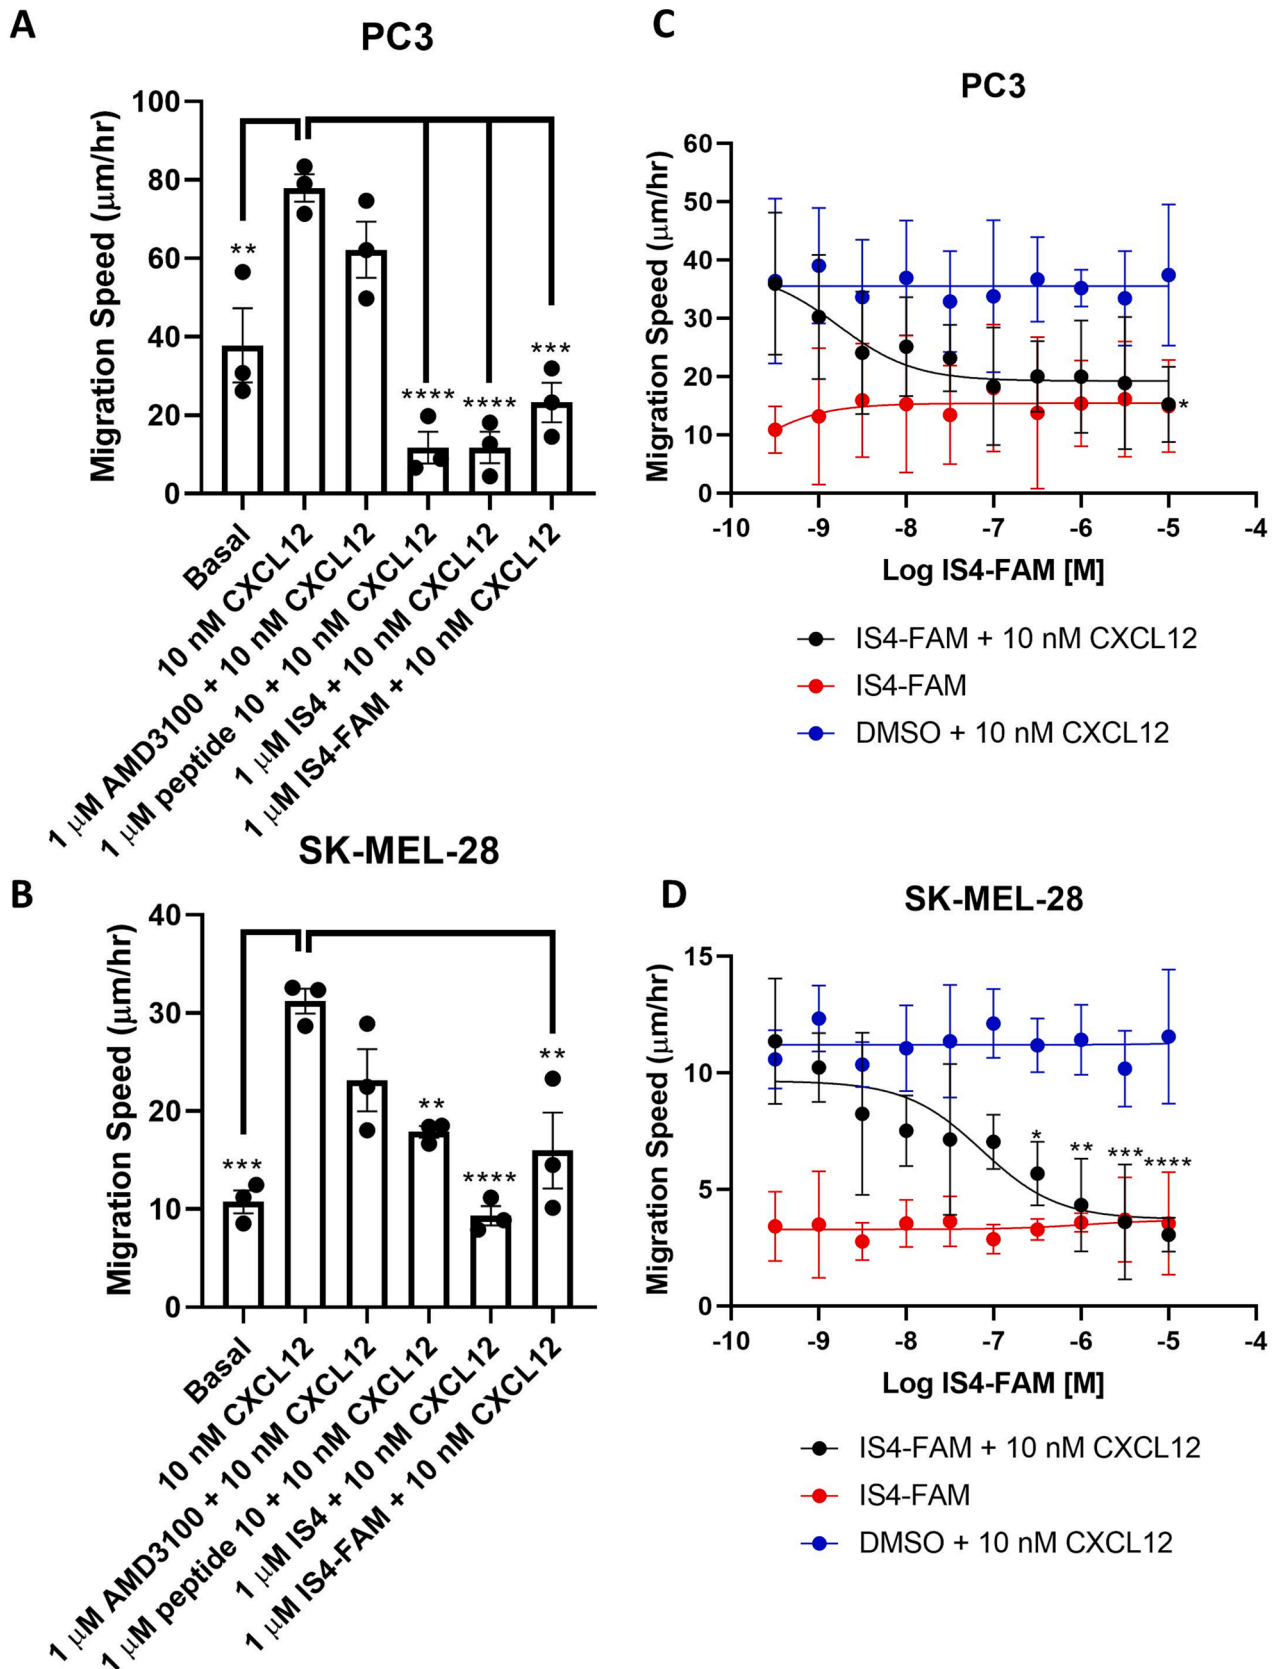 A
PC3
Migration Speed (μm/hr)
100
80
60
40
20
0
**
****
****
***
Basal
10 nM CXCL12
1 μM AMD3100 + 10 nM CXCL12
1 μM peptide 10 + 10 nM CXCL12
1 μM IS4 + 10 nM CXCL12
1 μM IS4-FAM + 10 nM CXCL12
C
PC3
Migration Speed (μm/hr)
60
50
40
30
20
10
0
*
-10 -9 -8 -7 -6 -5 -4
Log IS4-FAM [M]
IS4-FAM + 10 nM CXCL12
IS4-FAM
DMSO + 10 nM CXCL12
B
SK-MEL-28
Migration Speed (μm/hr)
40
30
20
10
0
***
**
****
**
Basal
10 nM CXCL12
1 μM AMD3100 + 10 nM CXCL12
1 μM peptide 10 + 10 nM CXCL12
1 μM IS4 + 10 nM CXCL12
1 μM IS4-FAM + 10 nM CXCL12
D
SK-MEL-28
Migration Speed (μm/hr)
15
10
5
0
*
**
***
****
-10 -9 -8 -7 -6 -5 -4
Log IS4-FAM [M]
IS4-FAM + 10 nM CXCL12
IS4-FAM
DMSO + 10 nM CXCL12